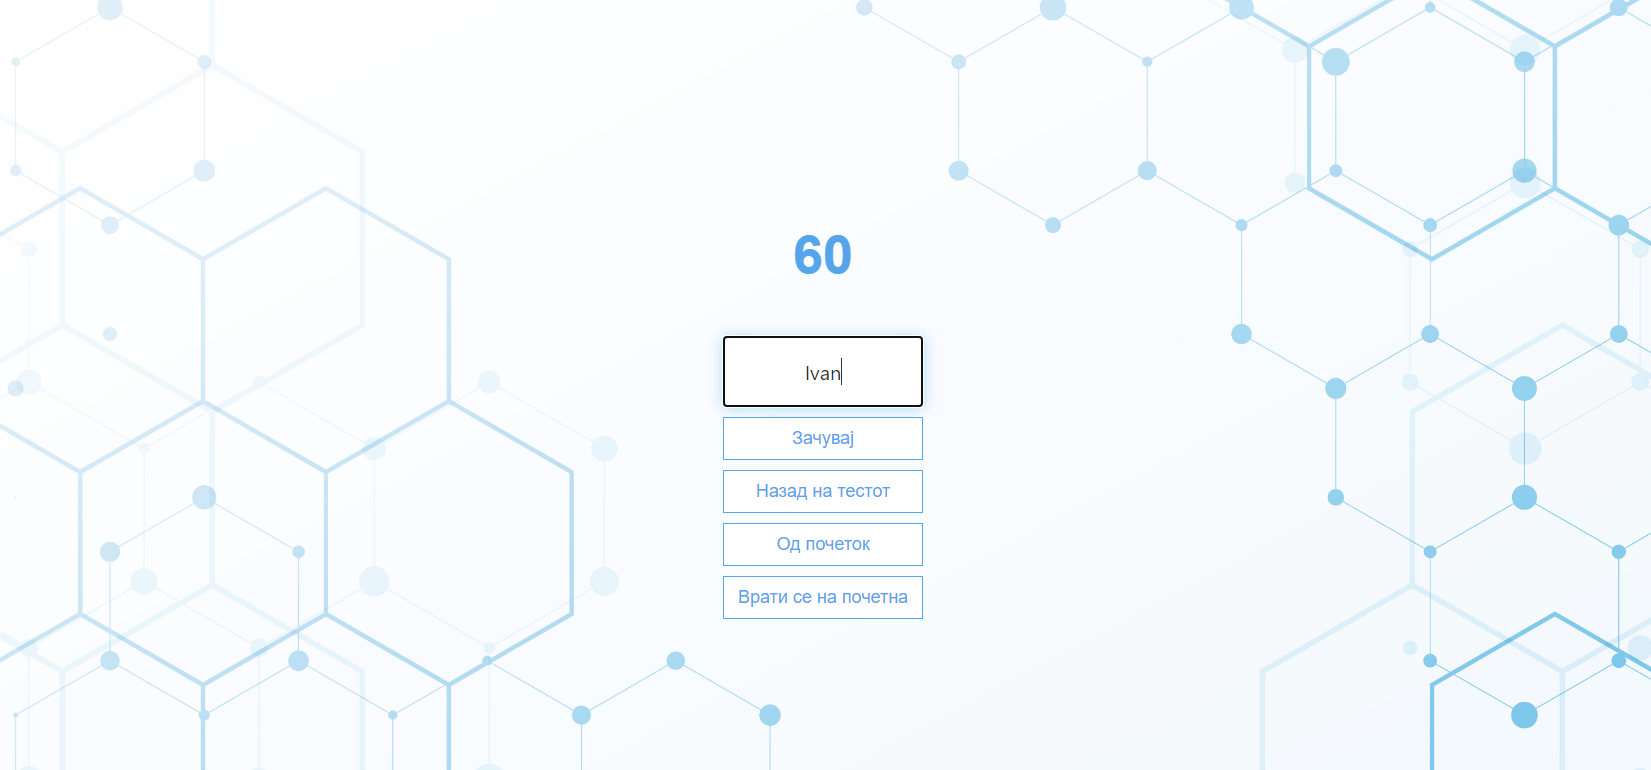 60
Ivan
Зачувај
Назад на тестот
Од почеток
Врати се на почетна